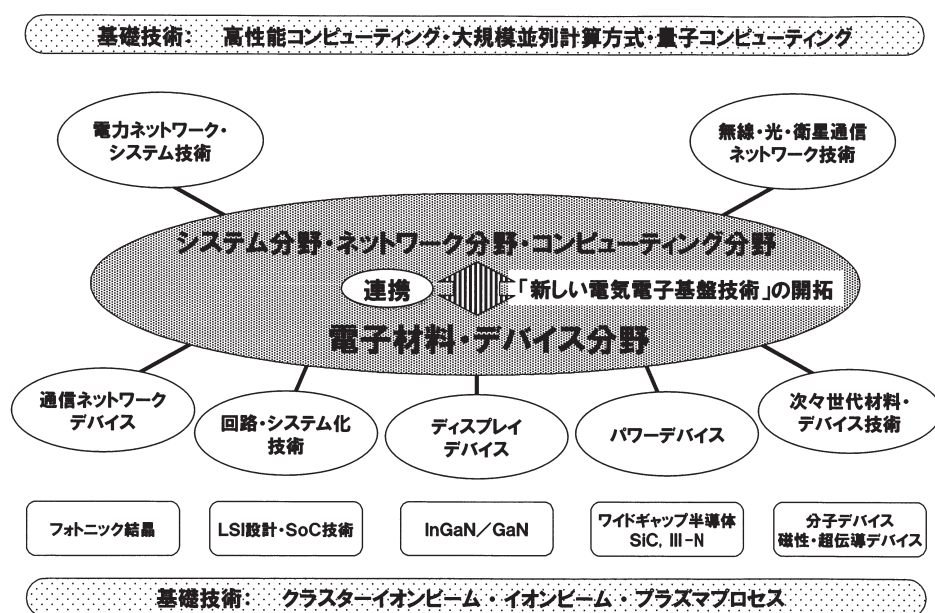 基礎技術： 高性能コンピューティング・大規模並列計算方式・量子コンピューティング
電力ネットワーク・
システム技術
無線・光・衛星通信
ネットワーク技術
システム分野・ネットワーク分野・コンピューティング分野
連携
「新しい電気電子基盤技術」の開拓
電子材料・デバイス分野
通信ネットワーク
デバイス
回路・システム化
技術
ディスプレイ
デバイス
パワーデバイス
次々世代材料・
デバイス技術
フォトニック結晶
LSI設計・SoC技術
InGaN／GaN
ワイドギャップ半導体
SiC, III-N
分子デバイス
磁性・超伝導デバイス
基礎技術： クラスターイオンビーム・イオンビーム・プラズマプロセス